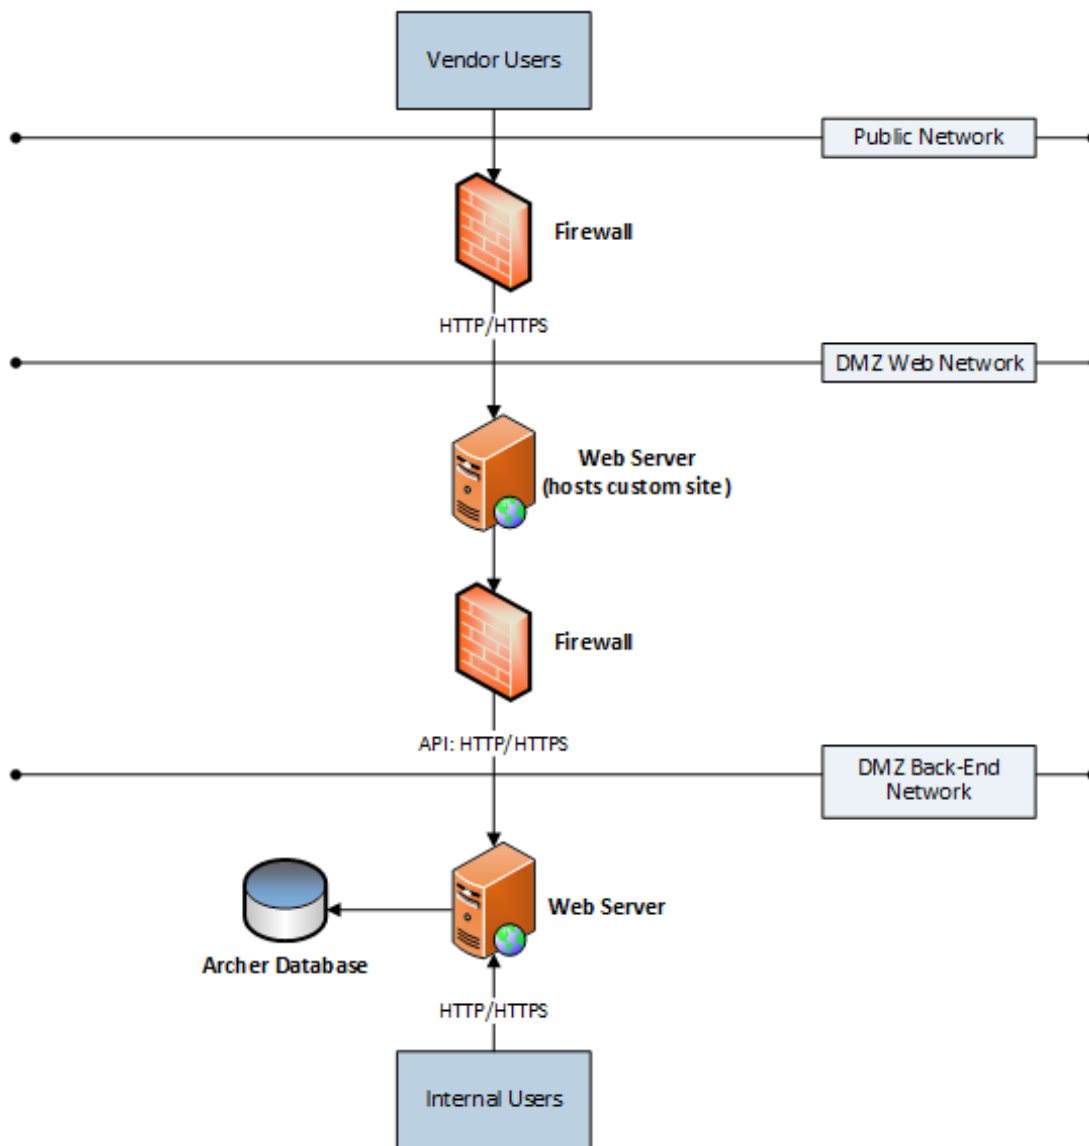 Vendor Users
Public Network
Firewall
HTTP/HTTPS
DMZ Web Network
Web Server
(hosts custom site)
Firewall
API: HTTP/HTTPS
DMZ Back-End
Network
Web Server
Archer Database
HTTP/HTTPS
Internal Users